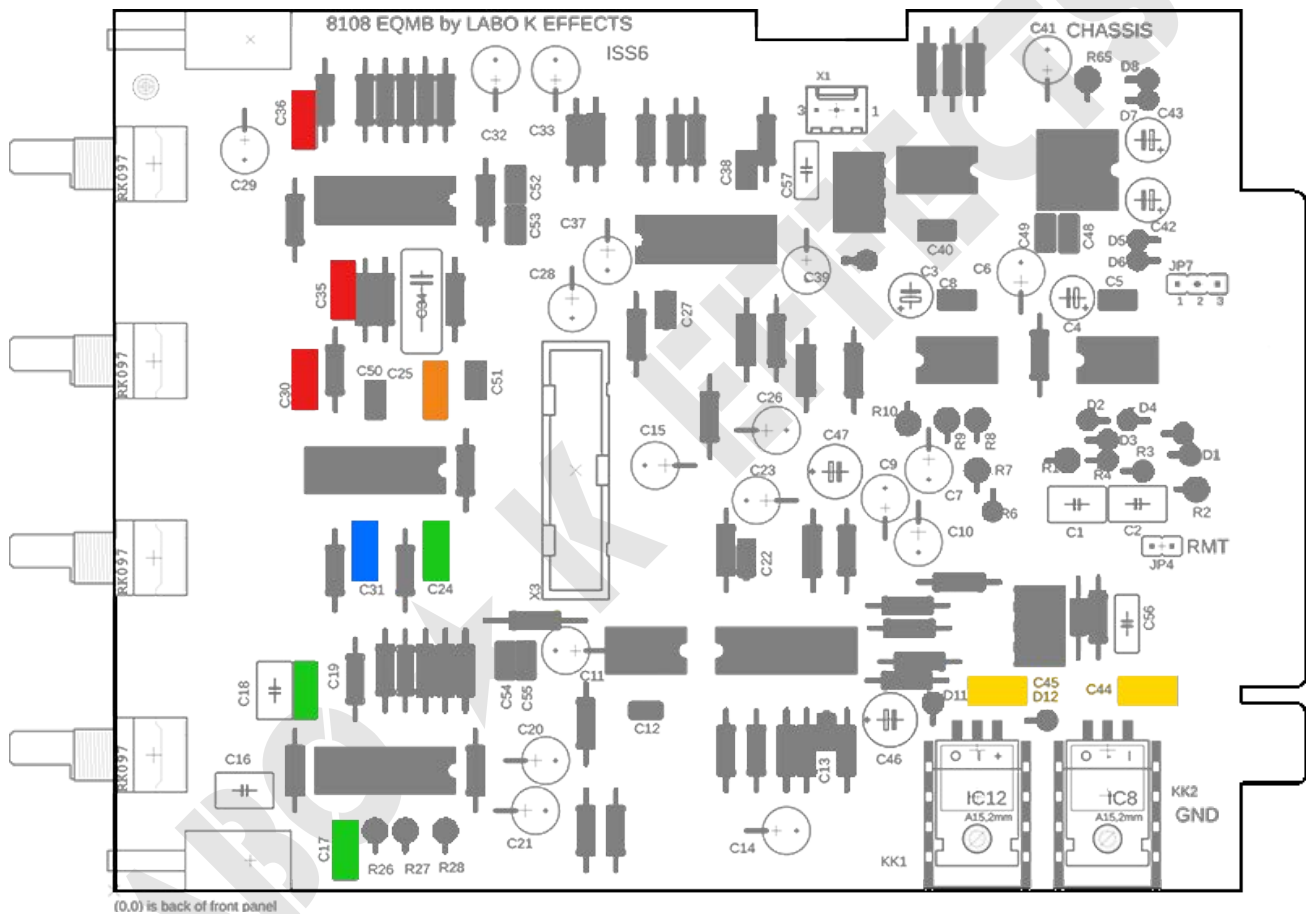 8108 EQMB by LABO K EFFECTS
ISS6
CHASSIS
C41
R65
D8
D7
C43
X1
3
1
C36
C32
C33
C29
C38
C57
C52
C53
C37
C42
C49
C48
C40
D5
D6
JP7
1 2 3
RK097
C28
C39
C3
C8
C6
C5
C4
C35
C34
C27
C30
C50
C25
C51
RK097
C26
R10
R9
R8
D2
D4
D3
D1
C15
C47
C9
C7
R7
R1
R4
R3
R2
C23
R6
C10
C1
C2
RMT
JP4
RK097
C31
C24
C22
X3
C56
C18
C19
C54
C55
C11
C12
D11
C45
D12
C44
C46
C13
C16
C20
C21
C14
RK097
C17
R26
R27
R28
IC12
A15,2mm
KK1
IC8
A15,2mm
KK2
GND
(0,0) is back of front panel
LABO K EFFECTS